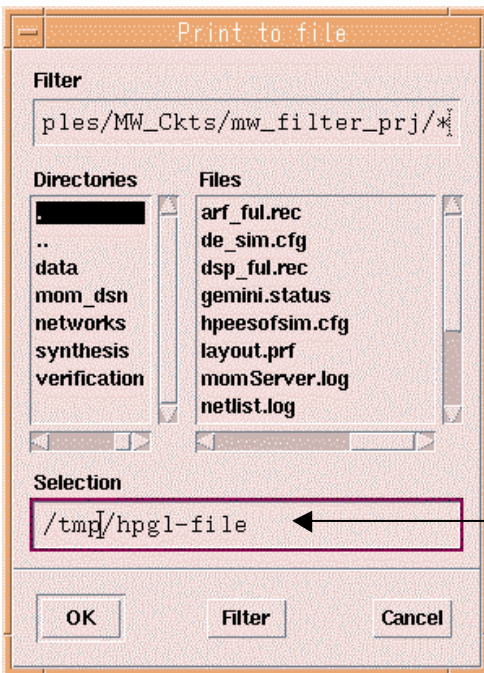 Print to file
Filter
ples/MW_Ckts/mw_filter_prj/*
Directories
Files
.
..
data
mom_dsn
networks
synthesis
verification
arf_ful.rec
de_sim.cfg
dsp_ful.rec
gemini.status
hpeesofsim.cfg
layout.prf
momServer.log
netlist.log
Selection
/tmp/hpgl-file
OK
Filter
Cancel